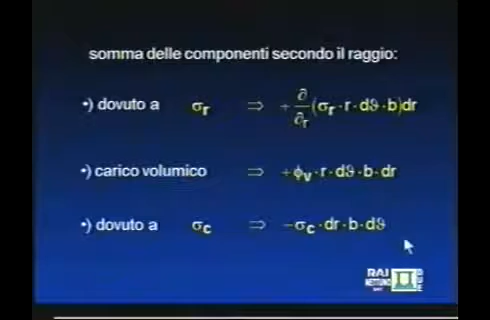 somma delle componenti secondo il raggio:
•) dovuto a σr ⇒ + ∂/∂r (σr · r · dϑ · b)dr
•) carico volumico ⇒ +ϕv · r · dϑ · b · dr
•) dovuto a σc ⇒ −σc · dr · b · dϑ
RAI
DUE